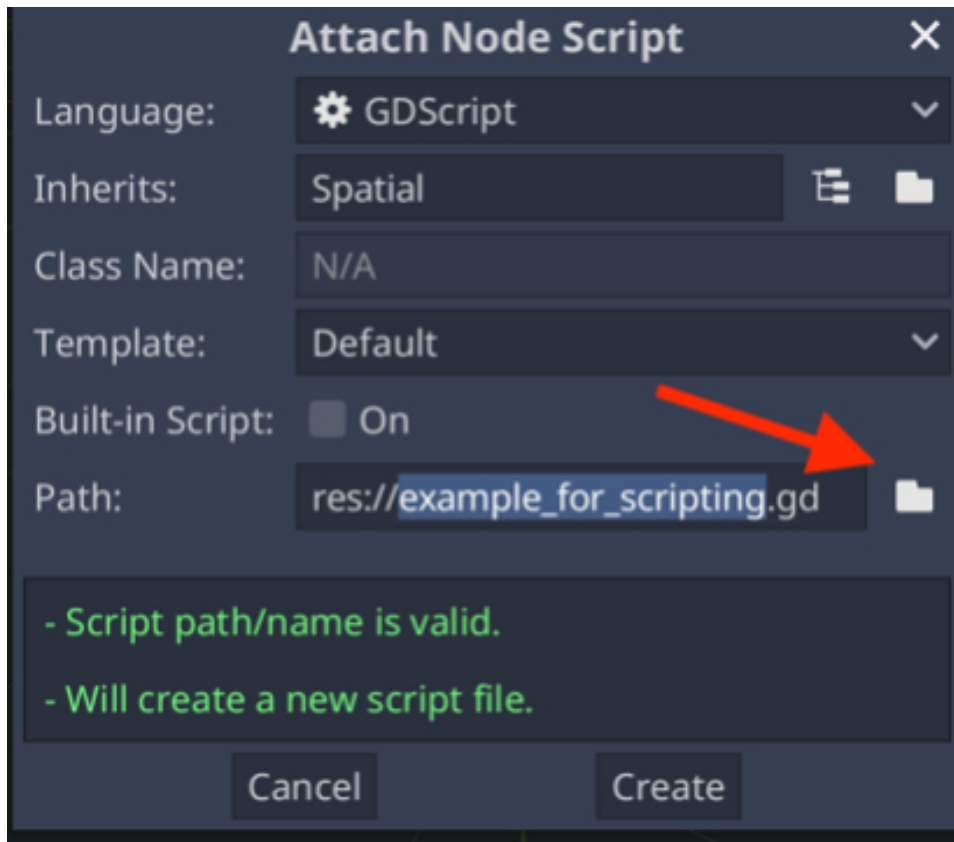 Attach Node Script
Language: GDScript
Inherits: Spatial
Class Name: N/A
Template: Default
Built-in Script: On
Path: res://example_for_scripting.gd
- Script path/name is valid.
- Will create a new script file.
Cancel Create